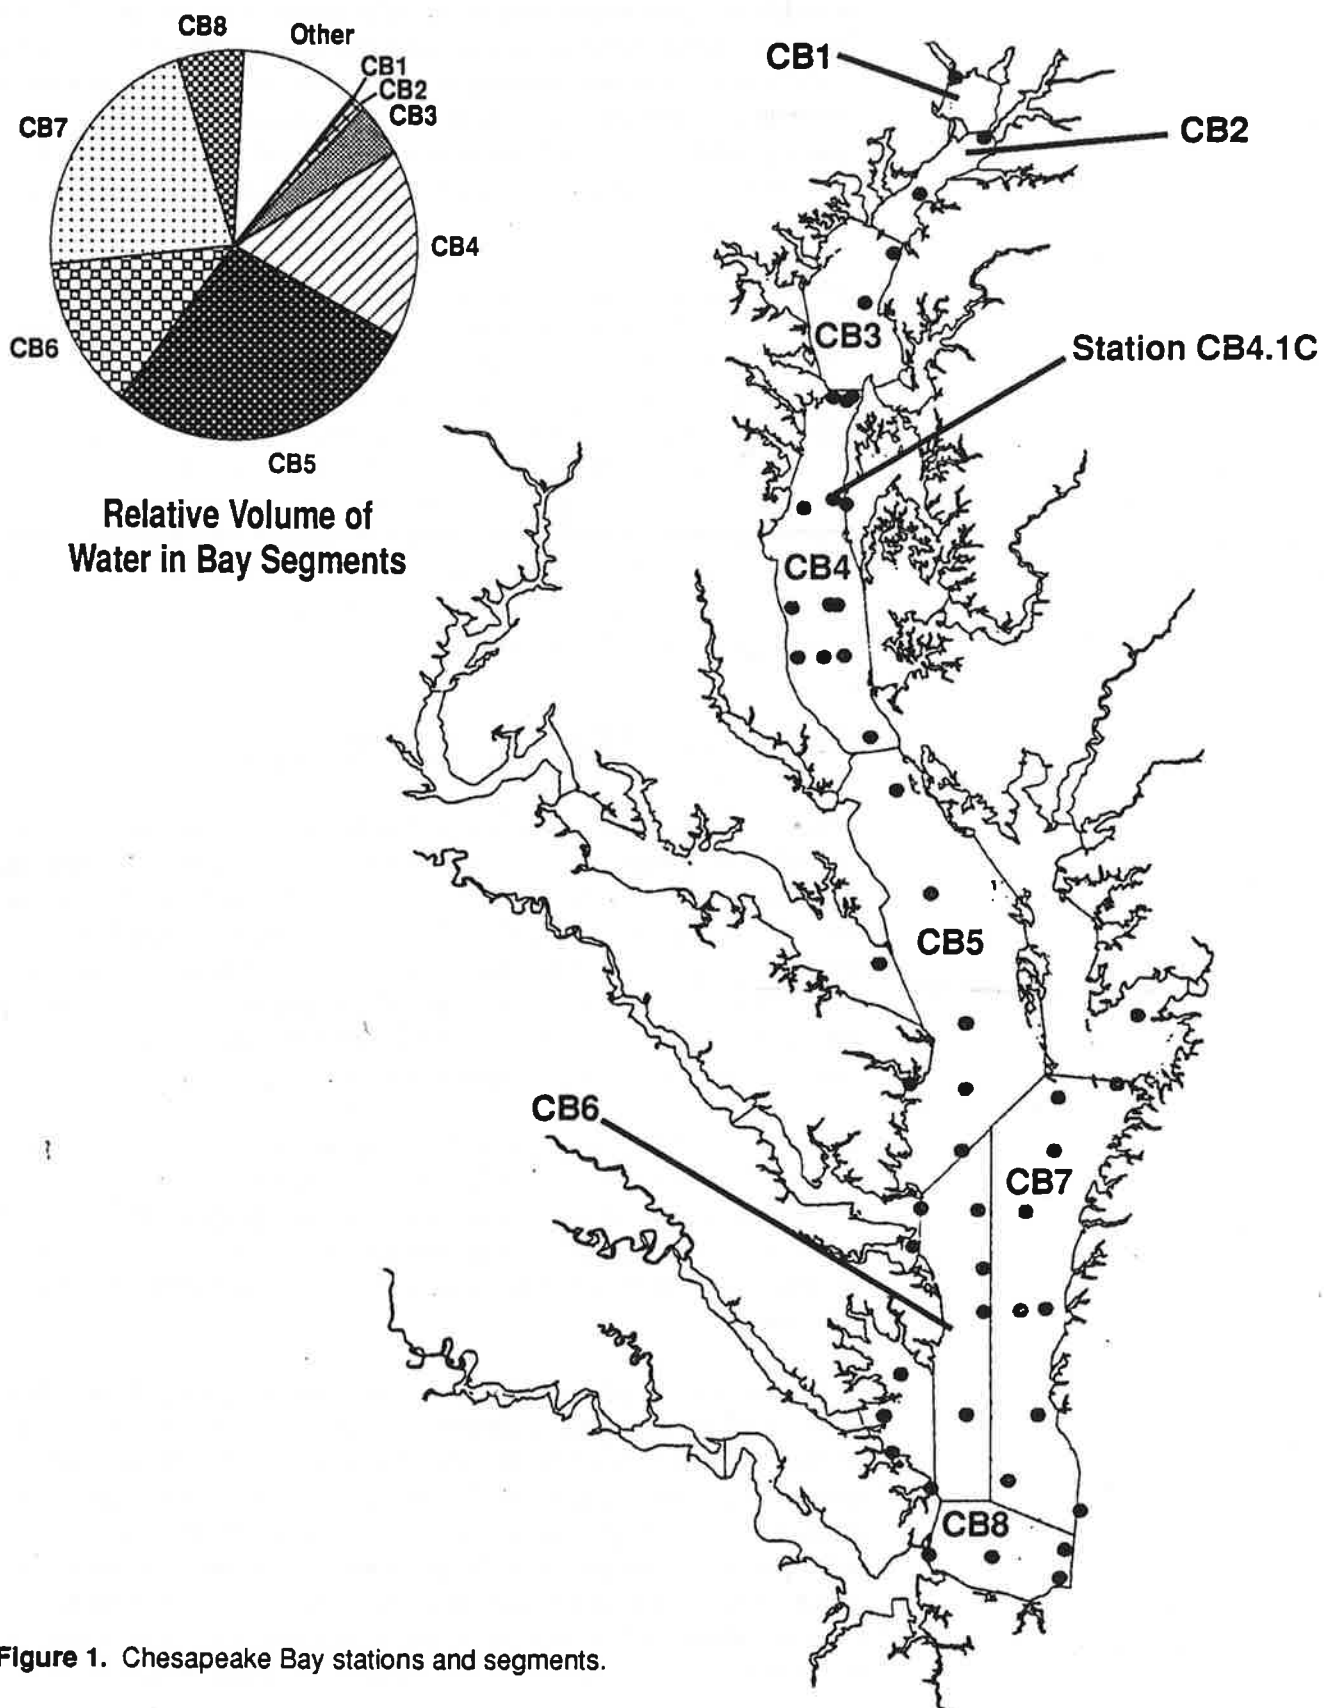 CB8
Other
CB1
CB2
CB3
CB7
CB4
CB6
CB5
Relative Volume of
Water in Bay Segments
CB1
CB2
CB3
Station CB4.1C
CB4
CB5
CB6
CB7
CB8
Figure 1. Chesapeake Bay stations and segments.